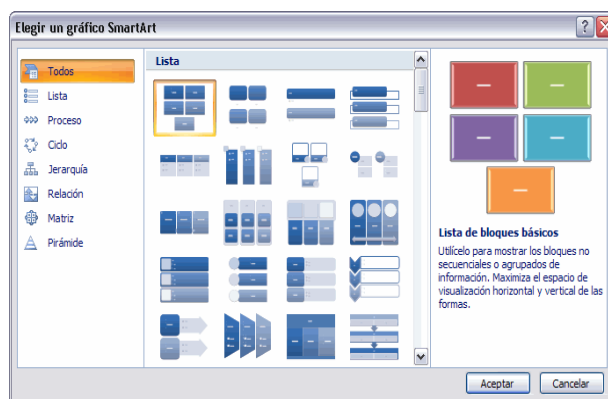 Elegir un gráfico SmartArt
Todos
Lista
Proceso
Ciclo
Jerarquía
Relación
Matriz
Pirámide
Lista
Lista de bloques básicos
Utilícelo para mostrar los bloques no
secuenciales o agrupados de
información. Maximiza el espacio de
visualización horizontal y vertical de las
formas.
Aceptar
Cancelar